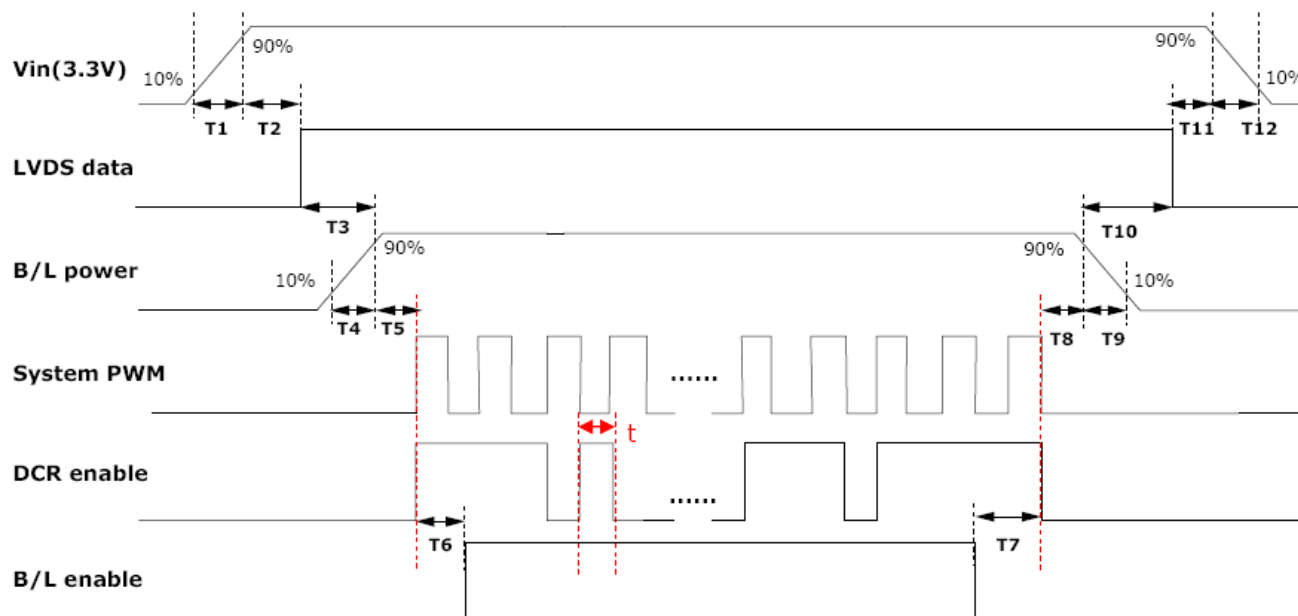 90%
90%
Vin(3.3V)
10%
10%
T1
T2
T11
T12
LVDS data
T3
T10
90%
90%
B/L power
10%
10%
T4
T5
T8
T9
System PWM
......
t
DCR enable
......
T6
T7
B/L enable